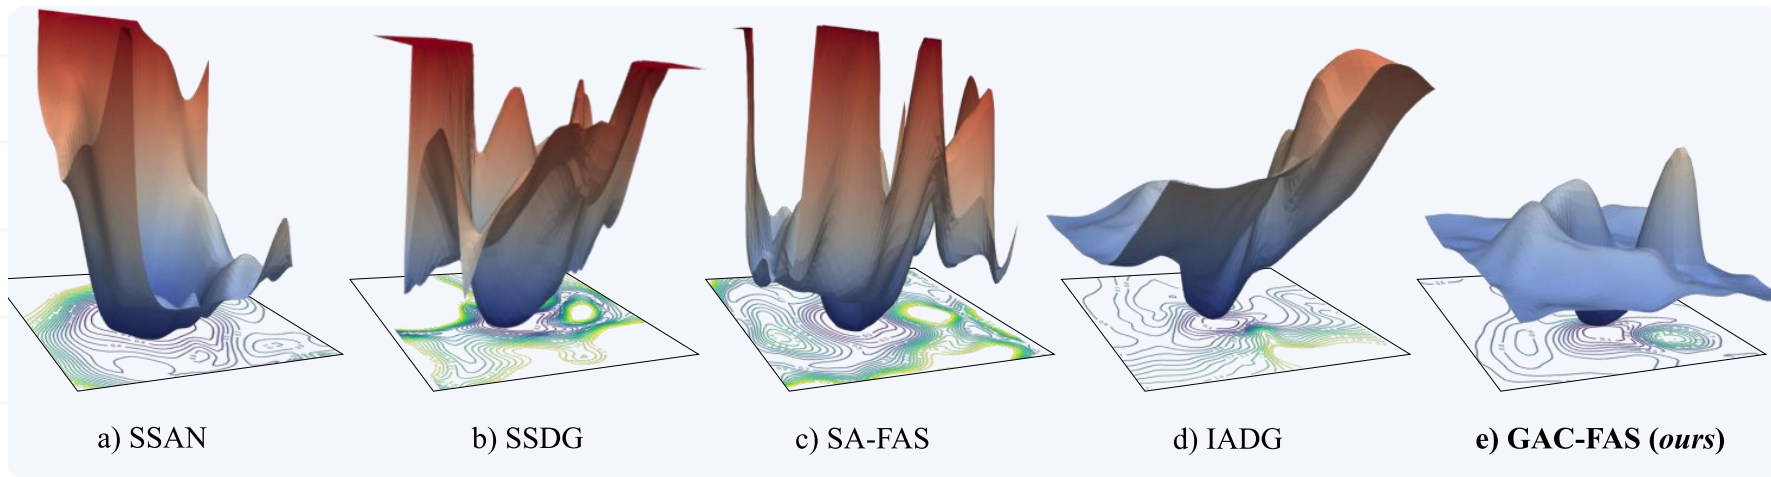 a) SSAN
b) SSDG
c) SA-FAS
d) IADG
e) GAC-FAS (ours)